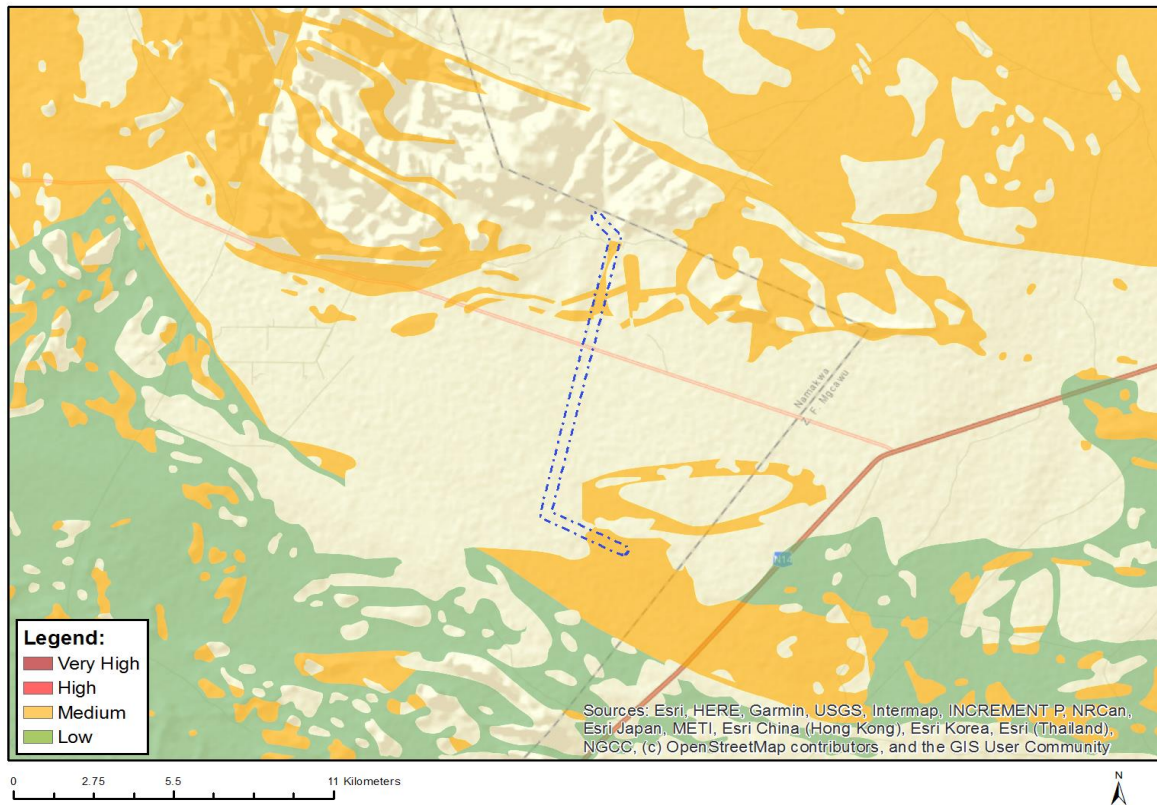 Namakwa
Z. F. Mgcawu
Legend:
Very High
High
Medium
Low
Sources: Esri, HERE, Garmin, USGS, Intermap, INCREMENT P, NRCan,
Esri Japan, METI, Esri China (Hong Kong), Esri Korea, Esri (Thailand),
NGCC, (c) OpenStreetMap contributors, and the GIS User Community
0 2.75 5.5 11 Kilometers
N